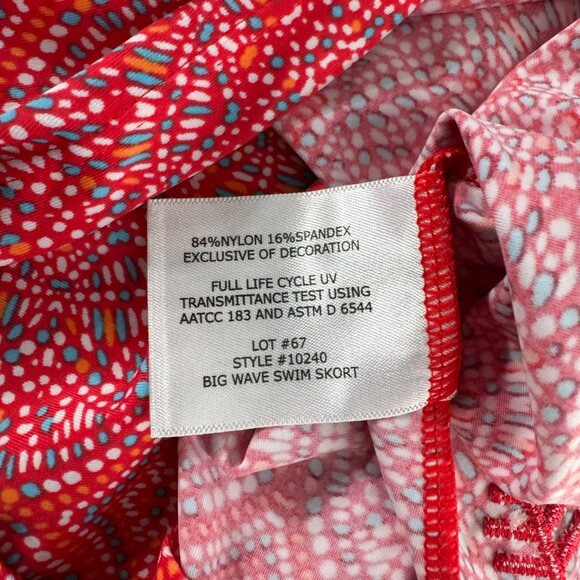 84%NYLON 16%SPANDEX
EXCLUSIVE OF DECORATION
FULL LIFE CYCLE UV
TRANSMITTANCE TEST USING
AATCC 183 AND ASTM D 6544
LOT #67
STYLE #10240
BIG WAVE SWIM SKORT